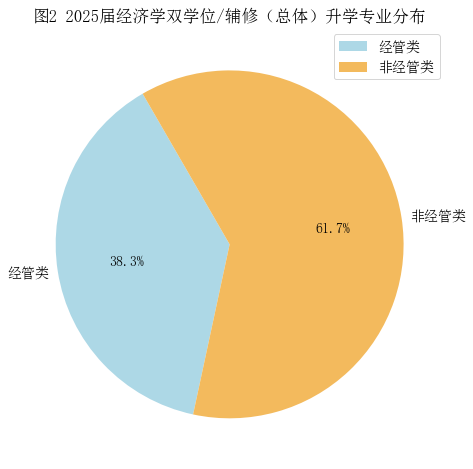 图2 2025届经济学双学位/辅修（总体）升学专业分布
经管类
非经管类
非经管类
61.7%
38.3%
经管类